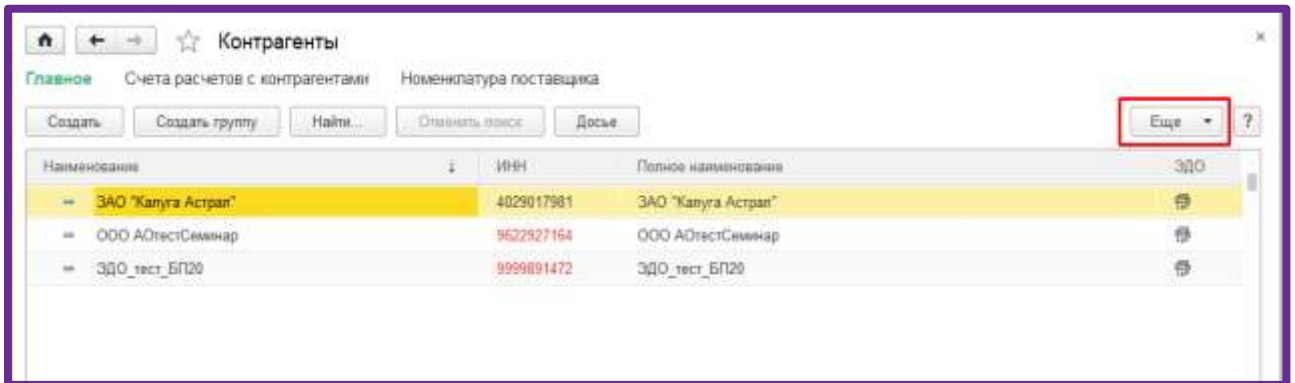 Контрагенты
Главное Счета расчетов с контрагентами Номенклатура поставщика
Создать Создать группу Найти... Отменить поиск Досье Еще ?
Наименование ИНН Полное наименование ЭДО
ЗАО "Калуга Астрал" 4029017981 ЗАО "Калуга Астрал"
ООО АОтестСеминар 9622927164 ООО АОтестСеминар
ЭДО_тест_БП20 9999891472 ЭДО_тест_БП20